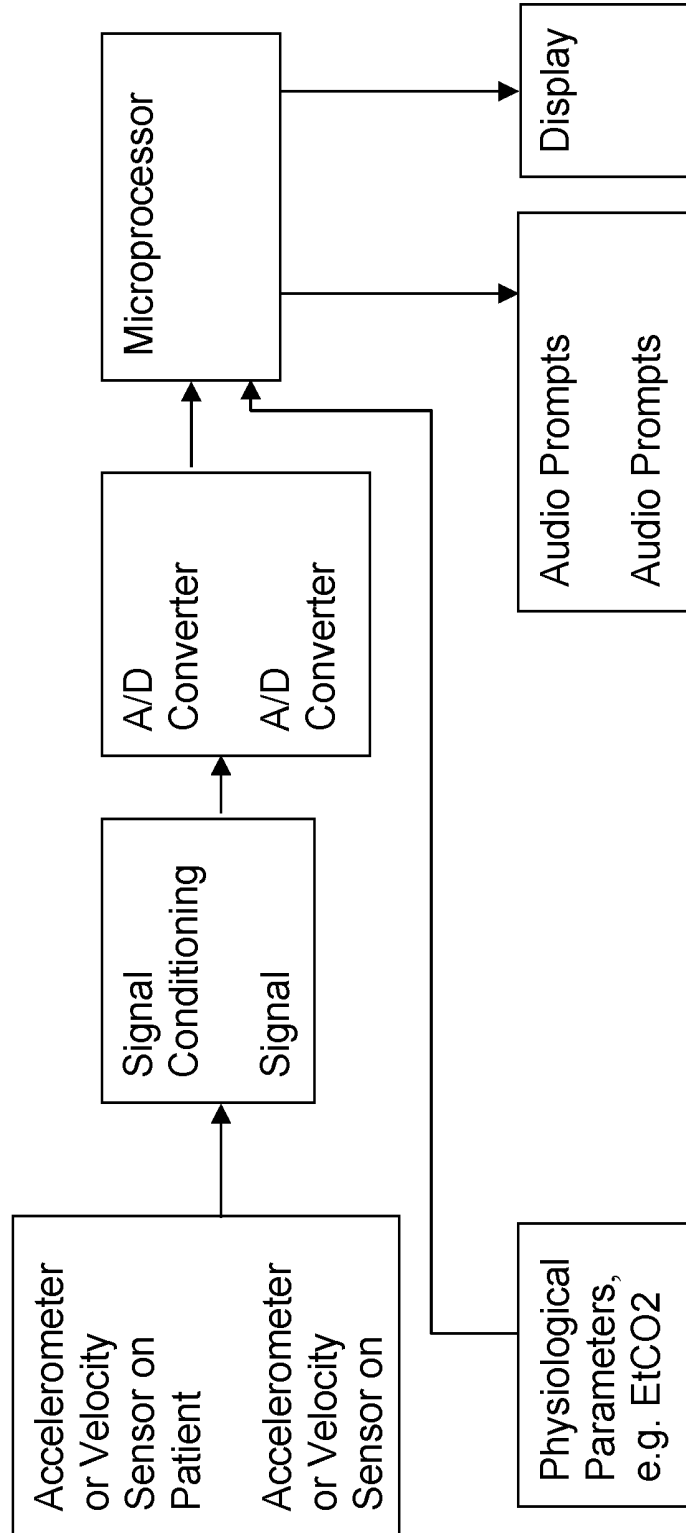 Accelerometer
or Velocity
Sensor on
Patient
Accelerometer
or Velocity
Sensor on
Signal
Conditioning
Signal
A/D
Converter
A/D
Converter
Microprocessor
Physiological
Parameters,
e.g. EtCO2
Audio Prompts
Audio Prompts
Display